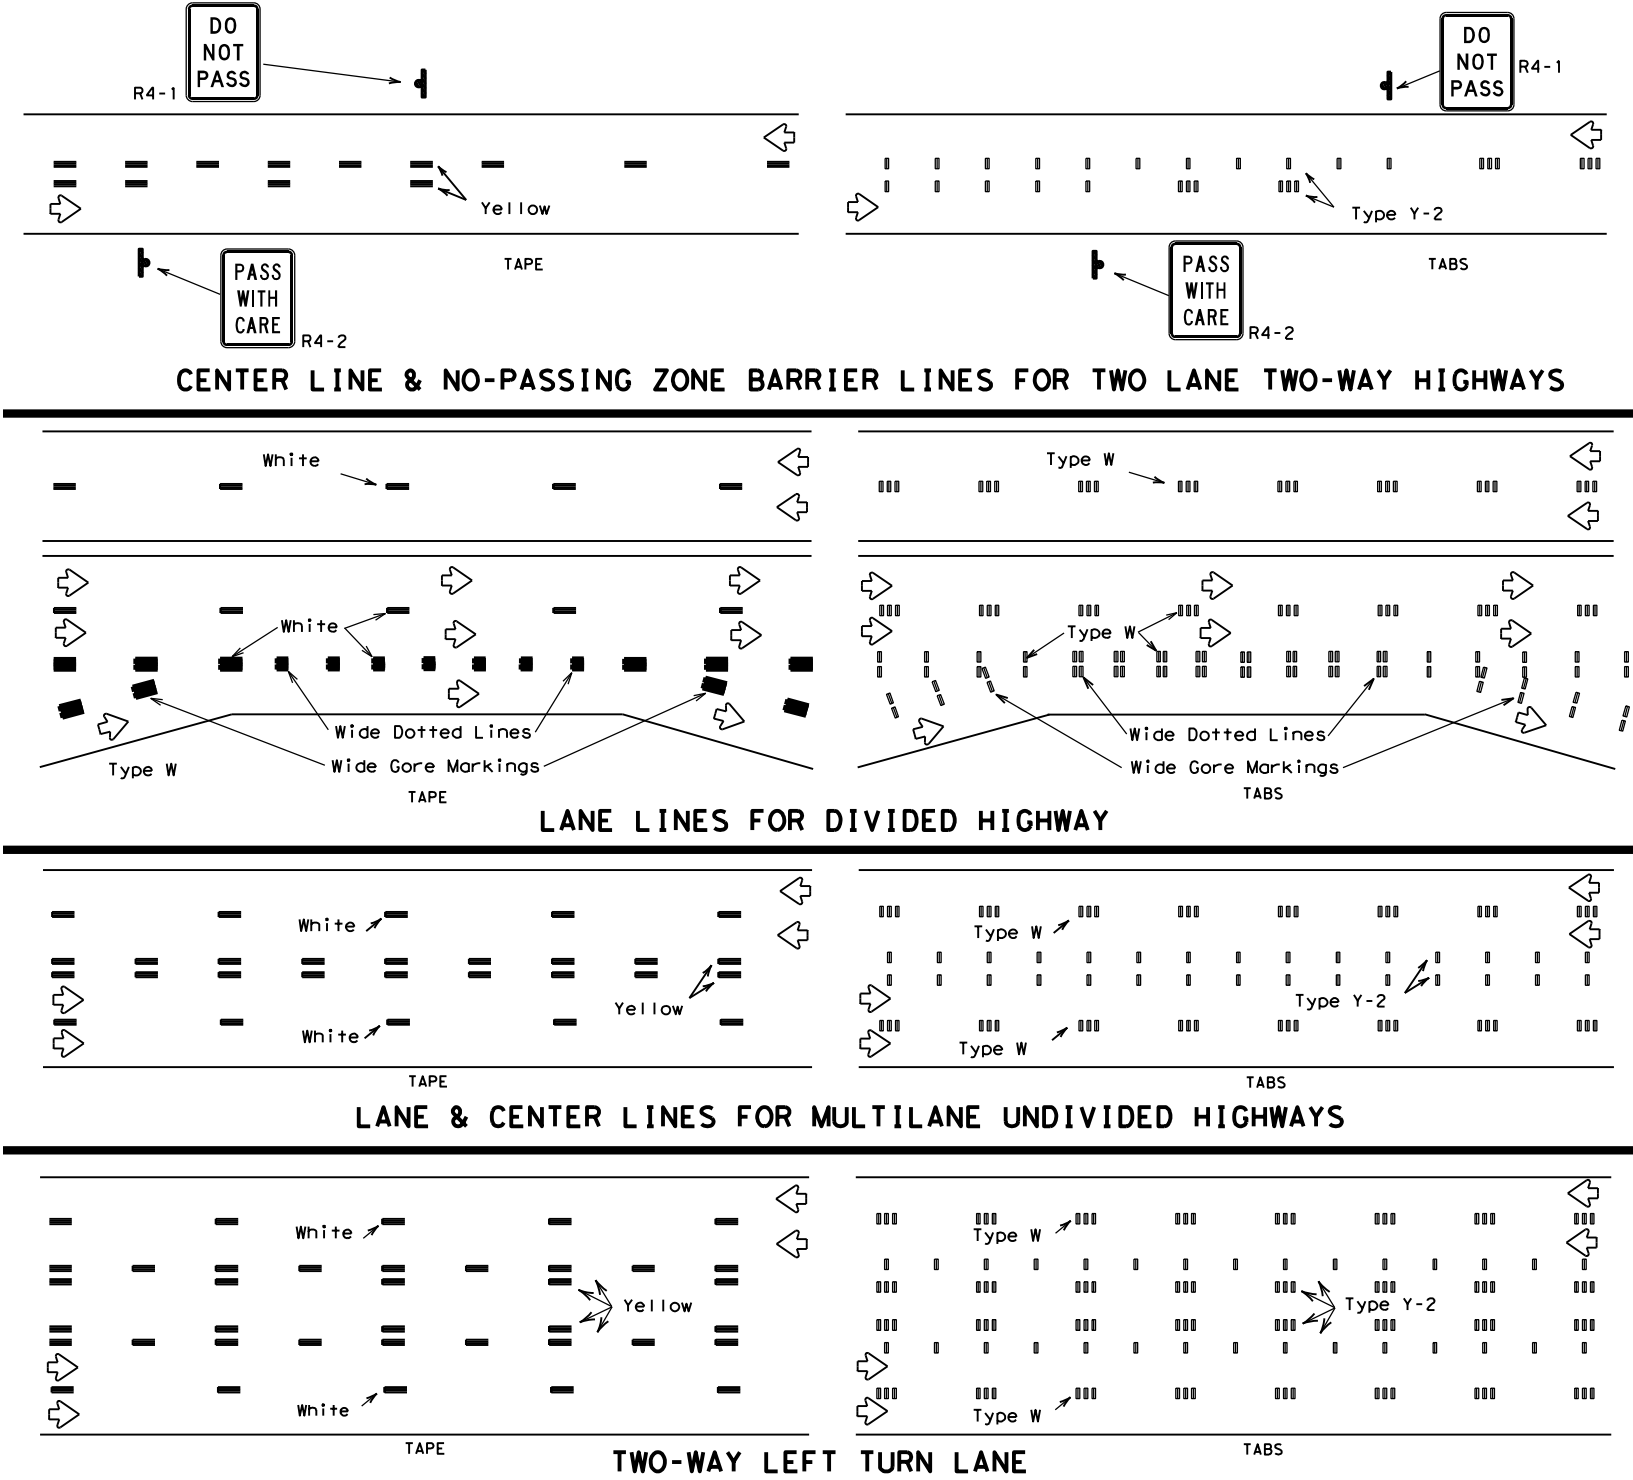 DO
NOT
PASS
R4-1
Yellow
PASS
WITH
CARE
R4-2
TAPE
DO
NOT
PASS
R4-1
Type Y-2
PASS
WITH
CARE
R4-2
TABS
CENTER LINE & NO-PASSING ZONE BARRIER LINES FOR TWO LANE TWO-WAY HIGHWAYS
White
White
Wide Dotted Lines
Wide Gore Markings
Type W
TAPE
Type W
Type W
Wide Dotted Lines
Wide Gore Markings
TABS
LANE LINES FOR DIVIDED HIGHWAY
White
Yellow
White
TAPE
Type W
Type Y-2
Type W
TABS
LANE & CENTER LINES FOR MULTILANE UNDIVIDED HIGHWAYS
White
Yellow
White
TAPE
Type W
Type Y-2
Type W
TABS
TWO-WAY LEFT TURN LANE